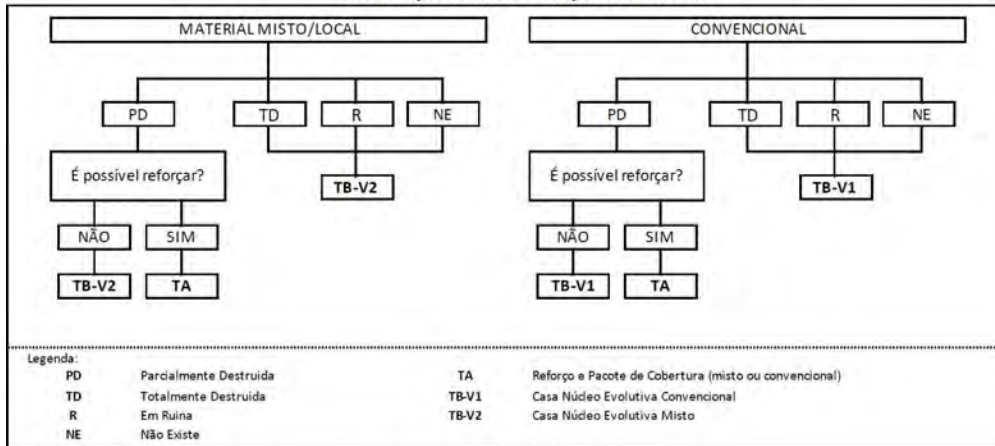 MATERIAL MISTO/LOCAL
PD
TD
R
NE
É possível reforçar?
TB-V2
NÃO
SIM
TB-V2
TA
CONVENCIONAL
PD
TD
R
NE
É possível reforçar?
TB-V1
NÃO
SIM
TB-V1
TA
Legenda:
PD Parcialmente Destruida
TD Totalmente Destruida
R Em Ruina
NE Não Existe
TA Reforço e Pacote de Cobertura (misto ou convencional)
TB-V1 Casa Núcleo Evolutiva Convencional
TB-V2 Casa Núcleo Evolutiva Misto